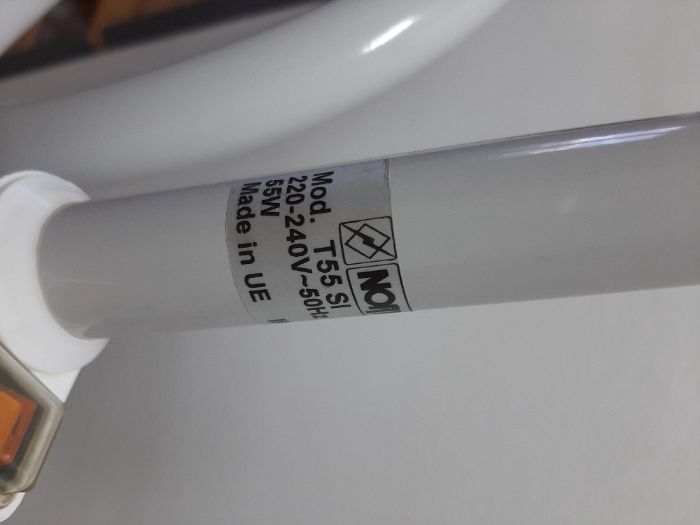 Mod. T55 SI
220-240V~50Hz
55W
Made in UE